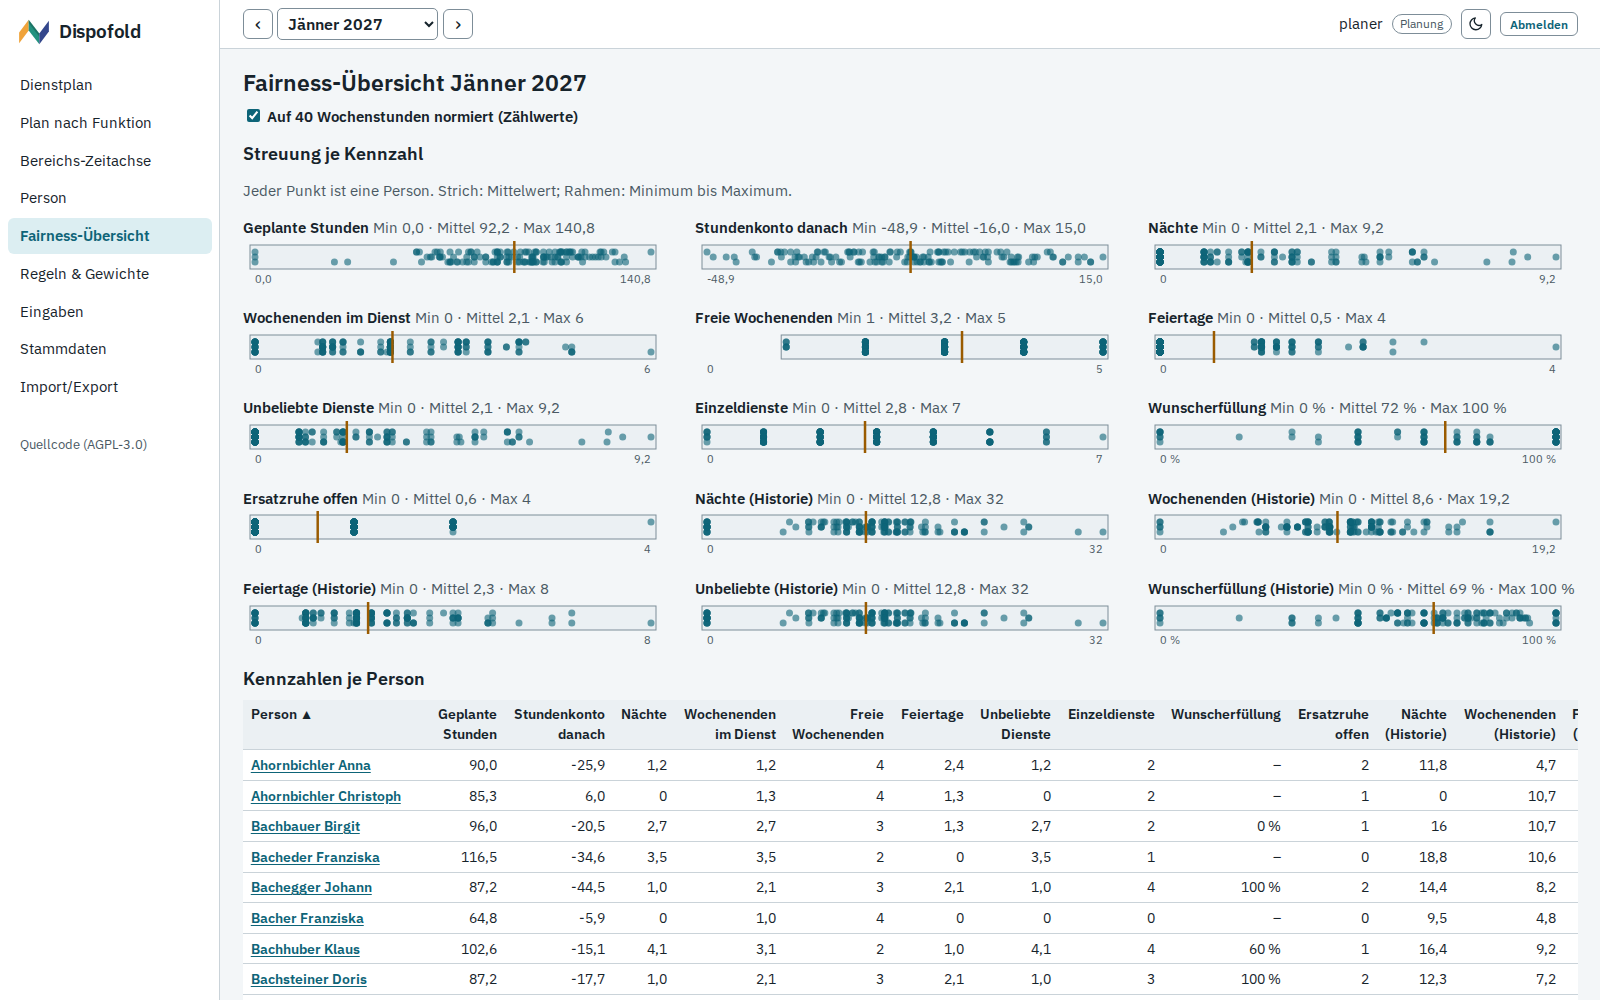 Dispofold
Dienstplan
Plan nach Funktion
Bereichs-Zeitachse
Person
Fairness-Übersicht
Regeln & Gewichte
Eingaben
Stammdaten
Import/Export
Quellcode (AGPL-3.0)
‹ Jänner 2027 ›
planer Planung Abmelden
Fairness-Übersicht Jänner 2027
Auf 40 Wochenstunden normiert (Zählwerte)
Streuung je Kennzahl
Jeder Punkt ist eine Person. Strich: Mittelwert; Rahmen: Minimum bis Maximum.
Geplante Stunden Min 0,0 · Mittel 92,2 · Max 140,8
0,0 140,8
Stundenkonto danach Min -48,9 · Mittel -16,0 · Max 15,0
-48,9 15,0
Nächte Min 0 · Mittel 2,1 · Max 9,2
0 9,2
Wochenenden im Dienst Min 0 · Mittel 2,1 · Max 6
0 6
Freie Wochenenden Min 1 · Mittel 3,2 · Max 5
0 5
Feiertage Min 0 · Mittel 0,5 · Max 4
0 4
Unbeliebte Dienste Min 0 · Mittel 2,1 · Max 9,2
0 9,2
Einzeldienste Min 0 · Mittel 2,8 · Max 7
0 7
Wunscherfüllung Min 0 % · Mittel 72 % · Max 100 %
0 % 100 %
Ersatzruhe offen Min 0 · Mittel 0,6 · Max 4
0 4
Nächte (Historie) Min 0 · Mittel 12,8 · Max 32
0 32
Wochenenden (Historie) Min 0 · Mittel 8,6 · Max 19,2
0 19,2
Feiertage (Historie) Min 0 · Mittel 2,3 · Max 8
0 8
Unbeliebte (Historie) Min 0 · Mittel 12,8 · Max 32
0 32
Wunscherfüllung (Historie) Min 0 % · Mittel 69 % · Max 100 %
0 % 100 %
Kennzahlen je Person
Person ▲ Geplante Stundenkonto Nächte Wochenenden Freie Feiertage Unbeliebte Einzeldienste Wunscherfüllung Ersatzruhe Nächte Wochenenden F
Stunden danach im Dienst Wochenenden Dienste offen (Historie) (Historie) (
Ahornbichler Anna 90,0 -25,9 1,2 1,2 4 2,4 1,2 2 – 2 11,8 4,7
Ahornbichler Christoph 85,3 6,0 0 1,3 4 1,3 0 2 – 1 0 10,7
Bachbauer Birgit 96,0 -20,5 2,7 2,7 3 1,3 2,7 2 0 % 1 16 10,7
Bacheder Franziska 116,5 -34,6 3,5 3,5 2 0 3,5 1 – 0 18,8 10,6
Bachegger Johann 87,2 -44,5 1,0 2,1 3 2,1 1,0 4 100 % 2 14,4 8,2
Bacher Franziska 64,8 -5,9 0 1,0 4 0 0 0 – 0 9,5 4,8
Bachhuber Klaus 102,6 -15,1 4,1 3,1 2 1,0 4,1 4 60 % 1 16,4 9,2
Bachsteiner Doris 87,2 -17,7 1,0 2,1 3 2,1 1,0 3 100 % 2 12,3 7,2